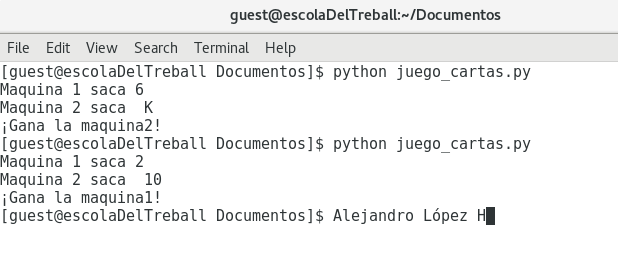 guest@escolaDelTreball:~/Documentos
File Edit View Search Terminal Help
[guest@escolaDelTreball Documentos]$ python juego_cartas.py
Maquina 1 saca 6
Maquina 2 saca  K
¡Gana la maquina2!
[guest@escolaDelTreball Documentos]$ python juego_cartas.py
Maquina 1 saca 2
Maquina 2 saca  10
¡Gana la maquina1!
[guest@escolaDelTreball Documentos]$ Alejandro López H